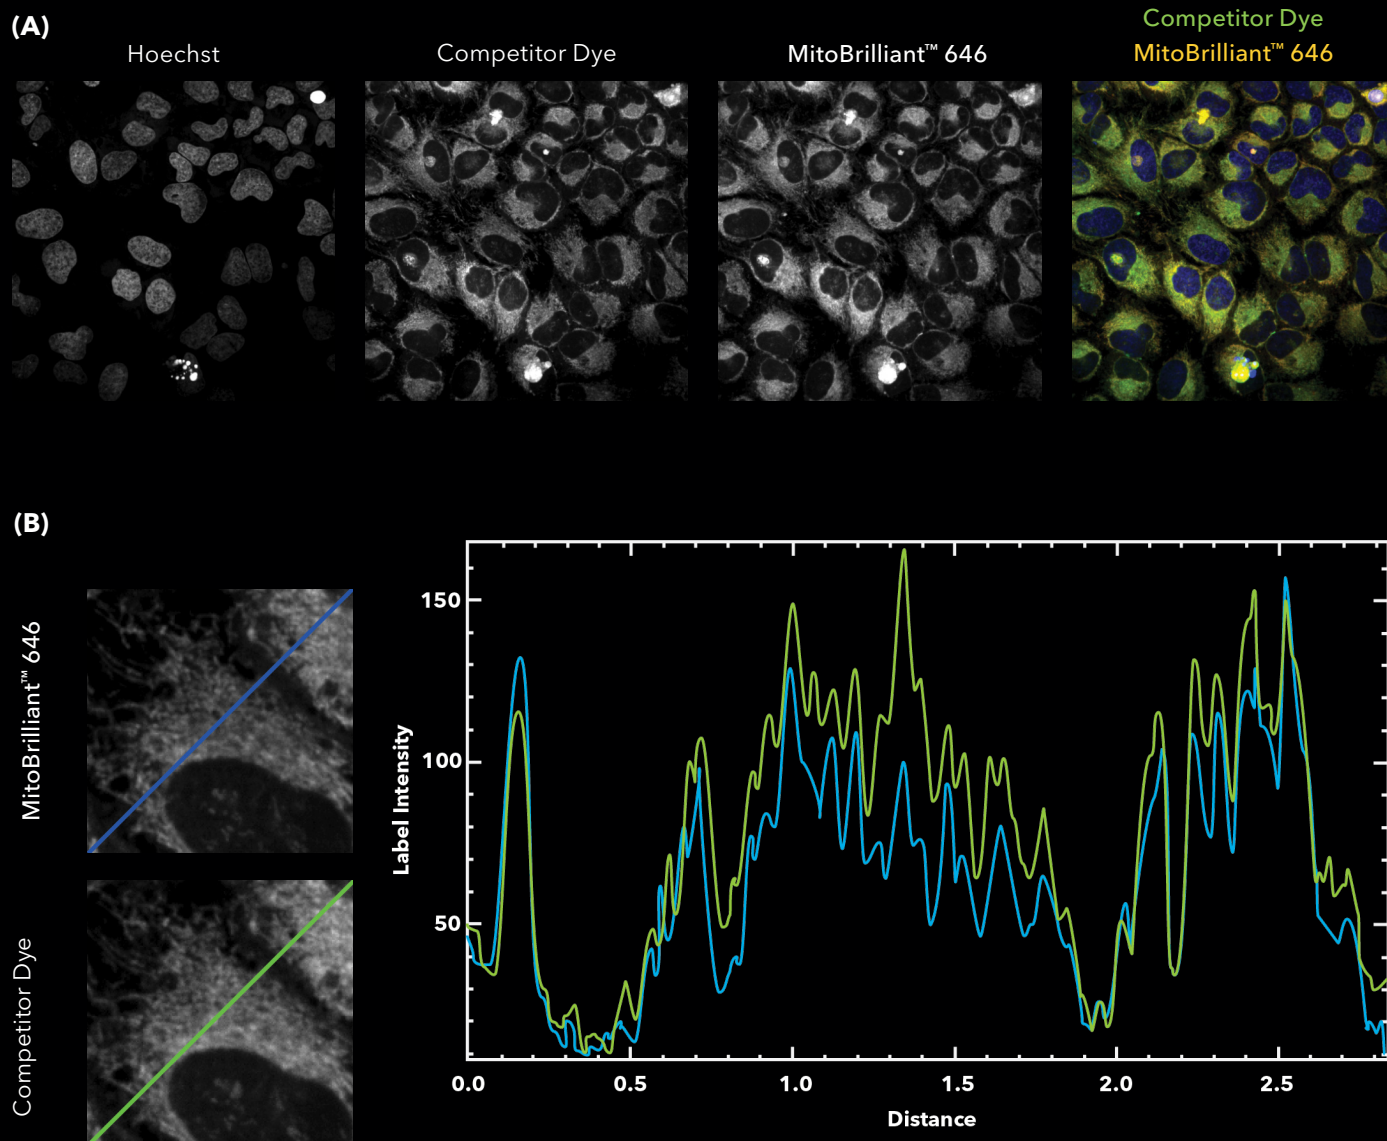 (A)
Hoechst
Competitor Dye
MitoBrilliant™ 646
Competitor Dye
MitoBrilliant™ 646
(B)
MitoBrilliant™ 646
Competitor Dye
Label Intensity
150
100
50
0.0 0.5 1.0 1.5 2.0 2.5
Distance